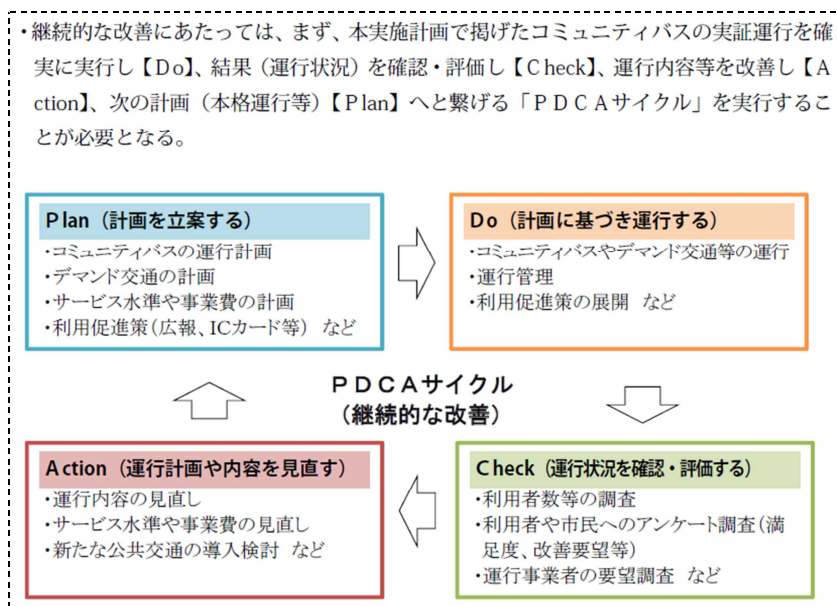 ・継続的な改善にあたっては、まず、本実施計画で掲げたコミュニティバスの実証運行を確
実に実行し【Do】、結果（運行状況）を確認・評価し【Check】、運行内容等を改善し【A
ction】、次の計画（本格運行等）【Plan】へと繋げる「ＰＤＣＡサイクル」を実行するこ
とが必要となる。
Plan（計画を立案する）
・コミュニティバスの運行計画
・デマンド交通の計画
・サービス水準や事業費の計画
・利用促進策（広報、ICカード等） など
Do（計画に基づき運行する）
・コミュニティバスやデマンド交通等の運行
・運行管理
・利用促進策の展開 など
ＰＤＣＡサイクル
（継続的な改善）
Action（運行計画や内容を見直す）
・運行内容の見直し
・サービス水準や事業費の見直し
・新たな公共交通の導入検討 など
Check（運行状況を確認・評価する）
・利用者数等の調査
・利用者や市民へのアンケート調査（満
足度、改善要望等）
・運行事業者の要望調査 など